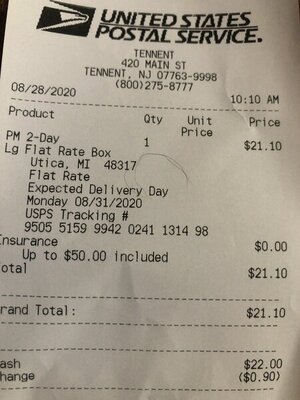 UNITED STATES
POSTAL SERVICE.
TENNENT
420 MAIN ST
TENNENT, NJ 07763-9998
(800)275-8777
08/28/2020 10:10 AM
Product Qty Unit Price
Price
PM 2-Day 1 $21.10
Lg Flat Rate Box
Utica, MI 48317
Flat Rate
Expected Delivery Day
Monday 08/31/2020
USPS Tracking #
9505 5159 9942 0241 1314 98
Insurance $0.00
Up to $50.00 included
otal $21.10
rand Total: $21.10
ash $22.00
hange ($0.90)